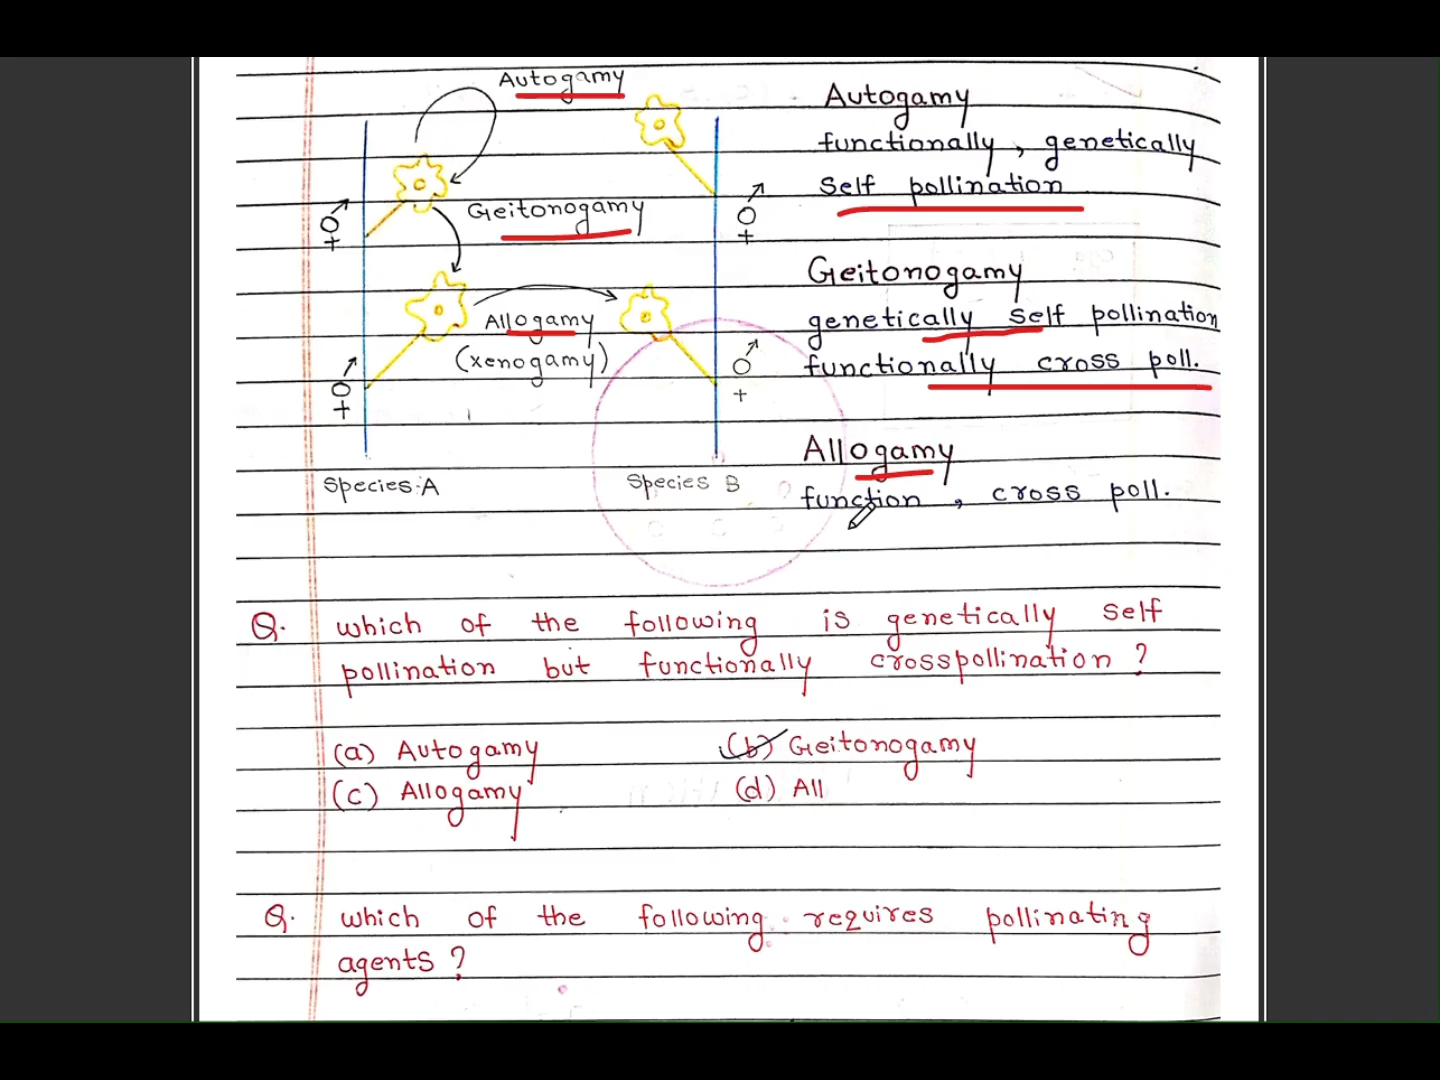 Autogamy
Geitonogamy
Allogamy
(xenogamy)
Species A
Species B
Autogamy
functionally, genetically
self pollination
Geitonogamy
genetically self pollination
functionally cross poll.
Allogamy
function, cross poll.
Q. which of the following is genetically self
pollination but functionally crosspollination ?
(a) Autogamy (b) Geitonogamy
(c) Allogamy (d) All
Q. which of the following requires pollinating
agents ?